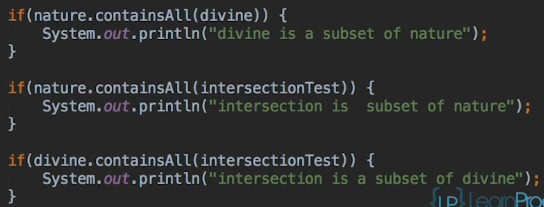 if(nature.containsAll(divine)) {
    System.out.println("divine is a subset of nature");
}
if(nature.containsAll(intersectionTest)) {
    System.out.println("intersection is  subset of nature");
}
if(divine.containsAll(intersectionTest)) {
    System.out.println("intersection is a subset of divine");
}
{LP}